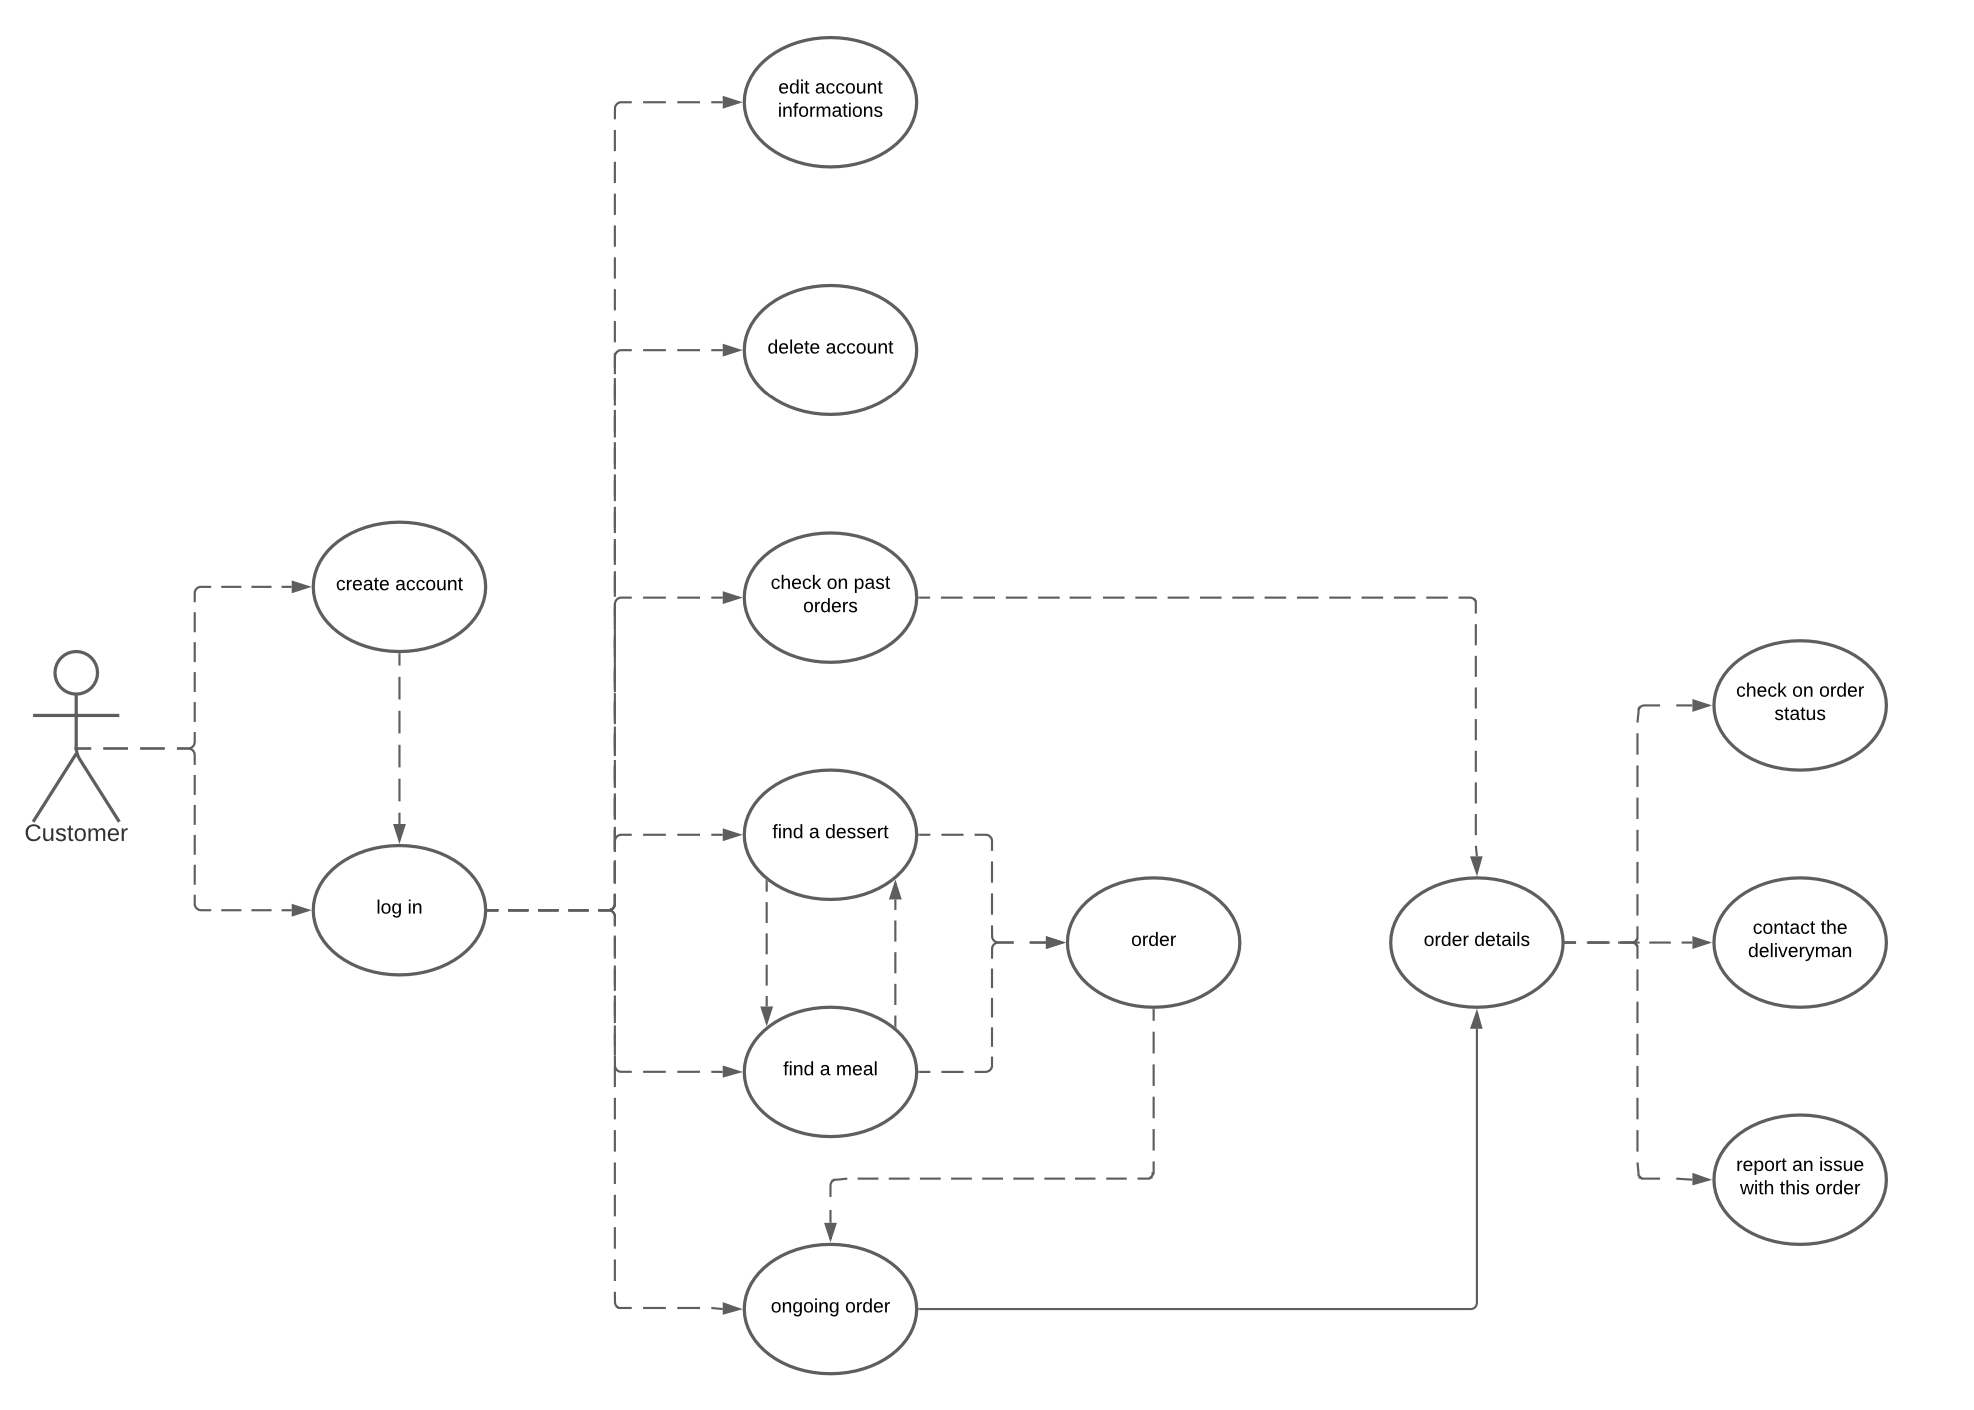 edit account
informations
delete account
create account
check on past
orders
check on order
status
Customer
find a dessert
log in
order
order details
contact the
deliveryman
find a meal
report an issue
with this order
ongoing order